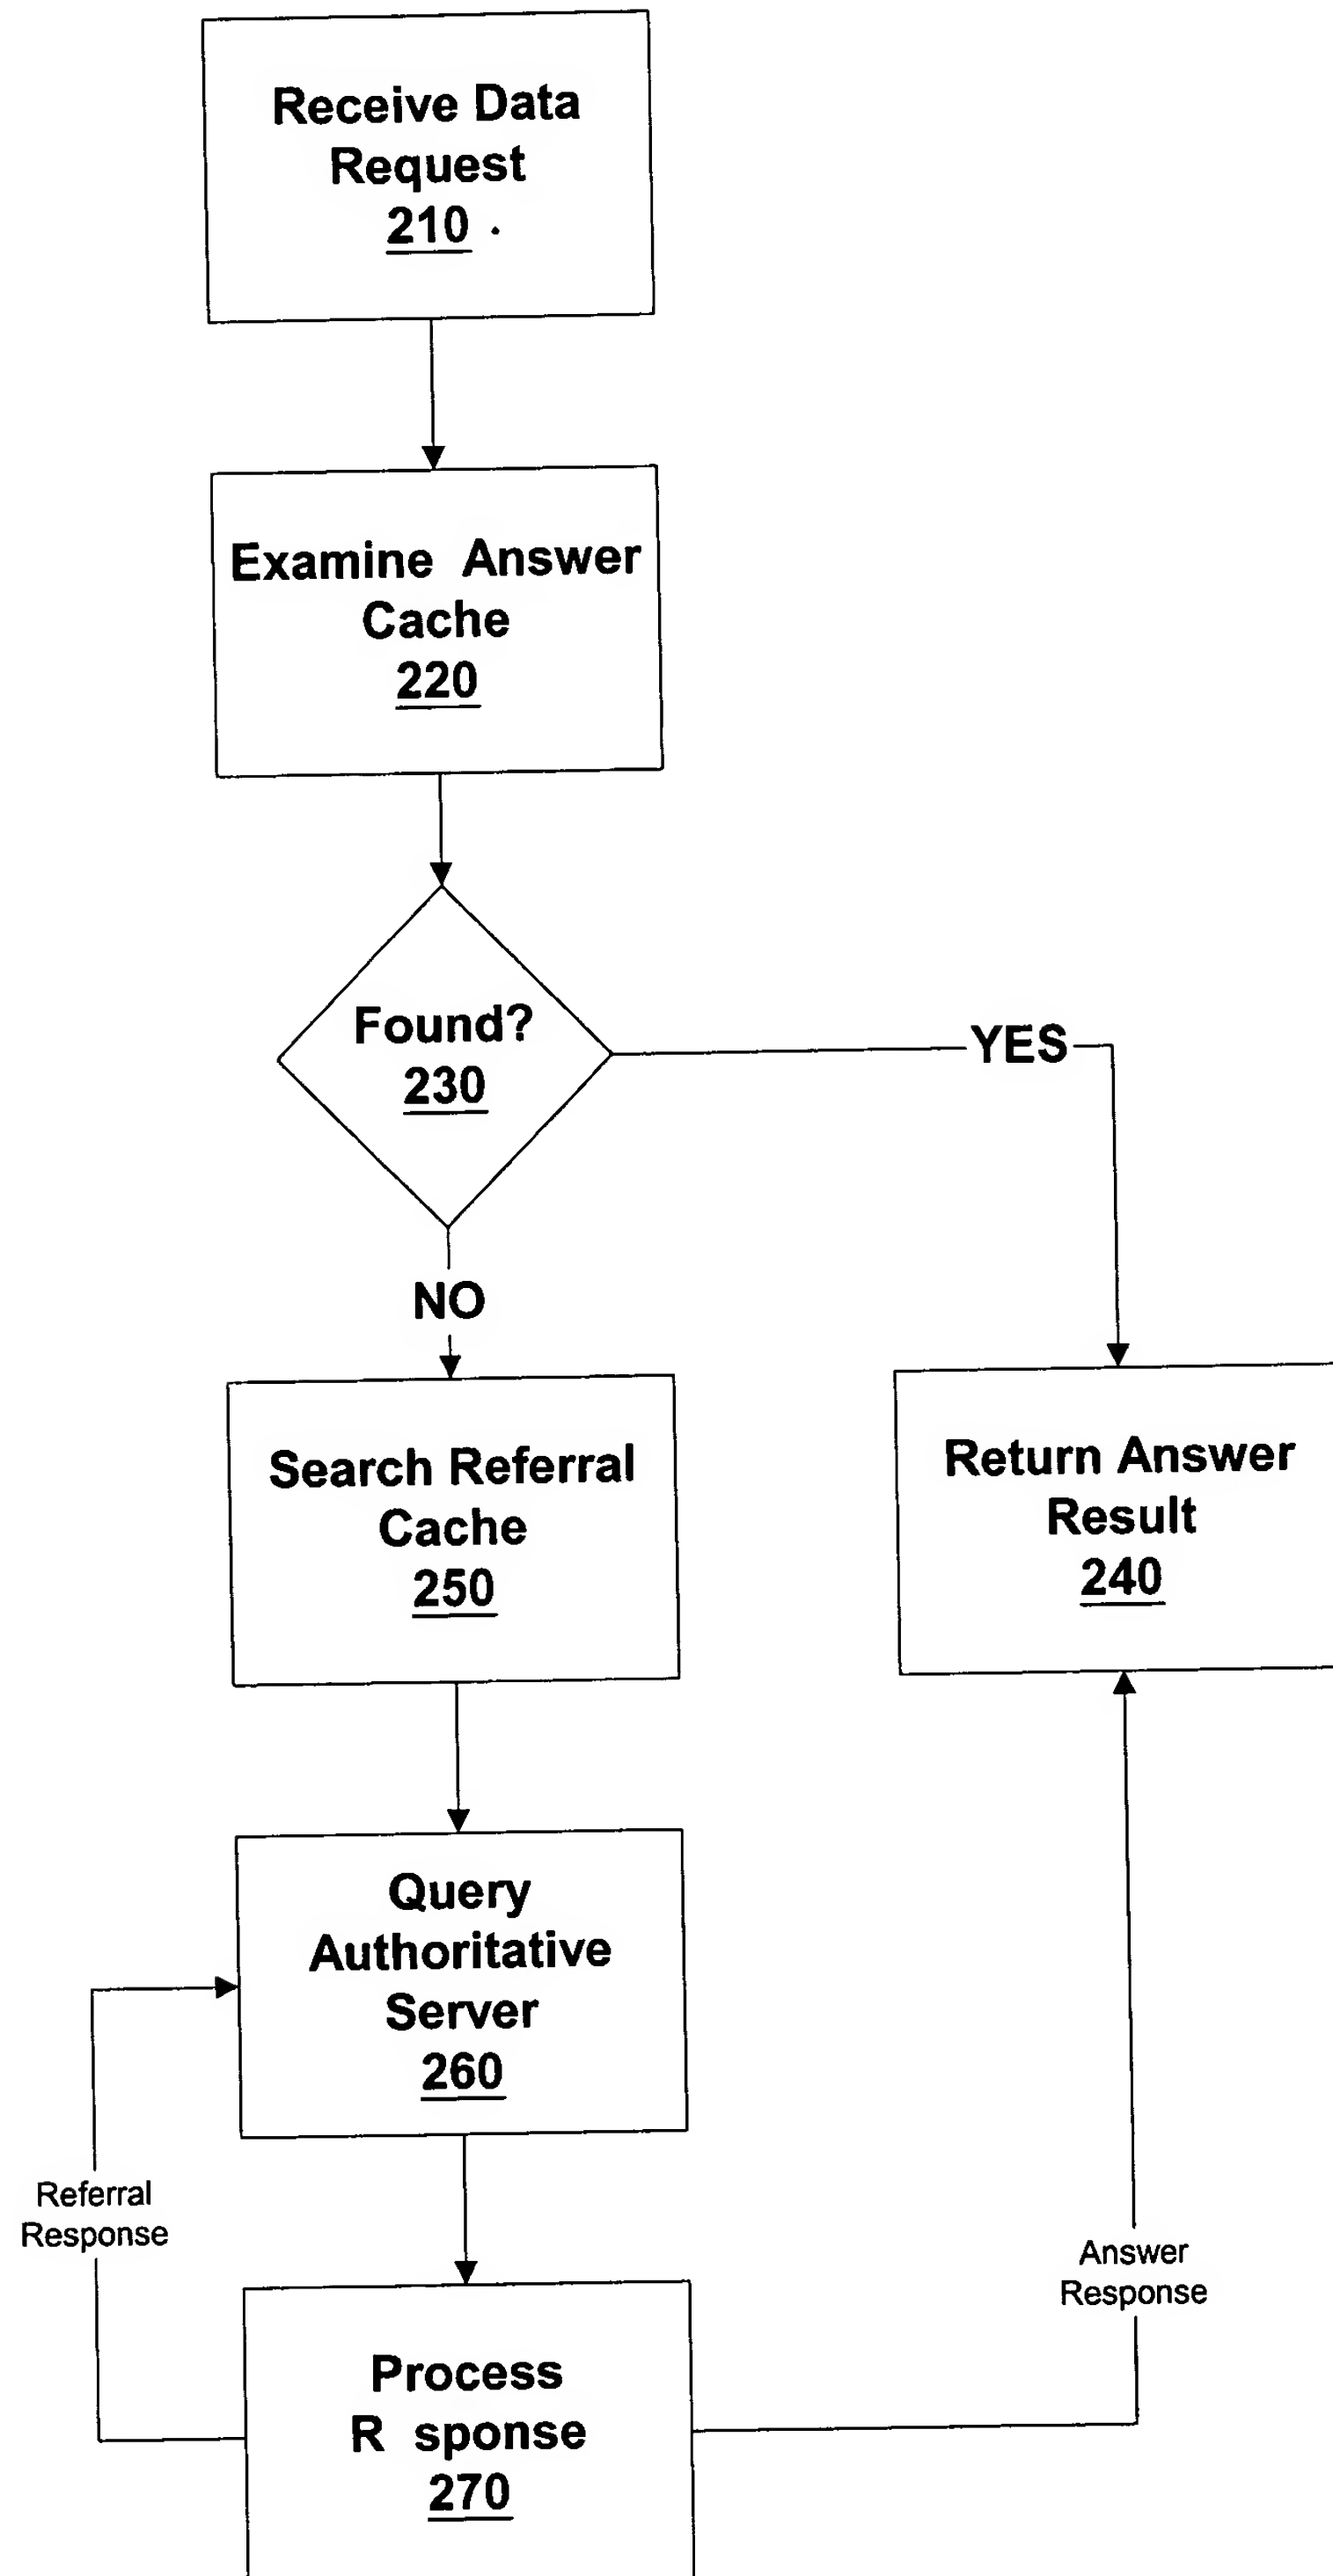 Receive Data
Request
210
Examine Answer
Cache
220
Found?
230
YES
NO
Search Referral
Cache
250
Return Answer
Result
240
Query
Authoritative
Server
260
Referral
Response
Answer
Response
Process
R sponse
270